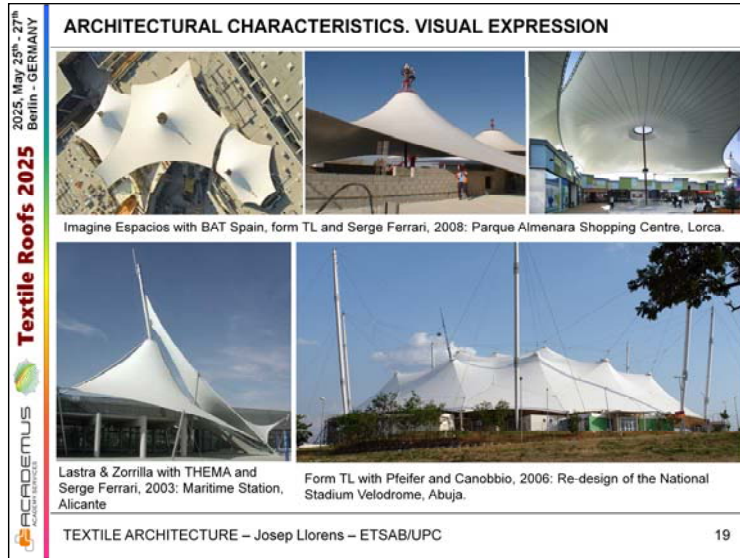 ARCHITECTURAL CHARACTERISTICS. VISUAL EXPRESSION
Imagine Espacios with BAT Spain, form TL and Serge Ferrari, 2008: Parque Almenara Shopping Centre, Lorca.
Lastra & Zorrilla with THEMA and
Serge Ferrari, 2003: Maritime Station,
Alicante
Form TL with Pfeifer and Canobbio, 2006: Re-design of the National
Stadium Velodrome, Abuja.
TEXTILE ARCHITECTURE – Josep Llorens – ETSAB/UPC
19
2025, May 25th - 27th
Berlin - GERMANY
Textile Roofs 2025
ACADEMUS
ACADEMY SERVICES